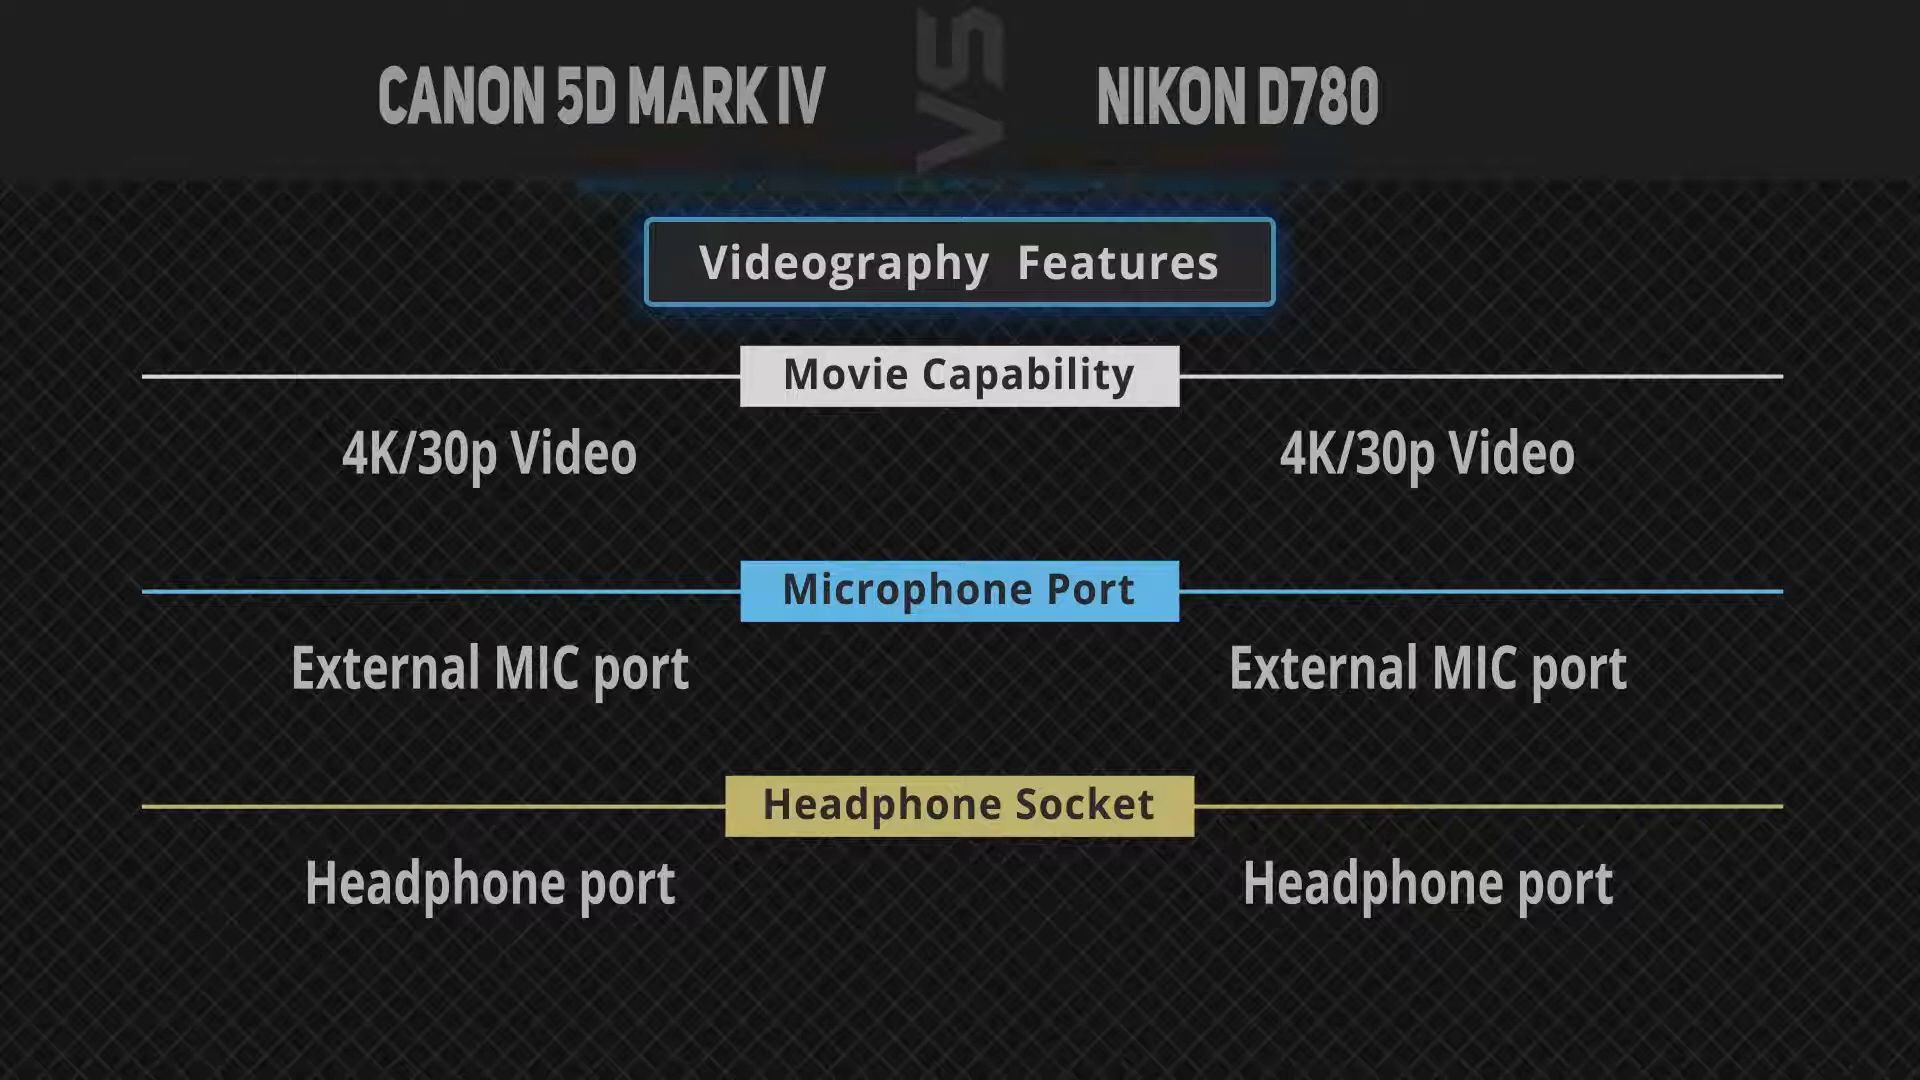 CANON 5D MARK IV VS NIKON D780
Videography Features
Movie Capability
4K/30p Video 4K/30p Video
Microphone Port
External MIC port External MIC port
Headphone Socket
Headphone port Headphone port